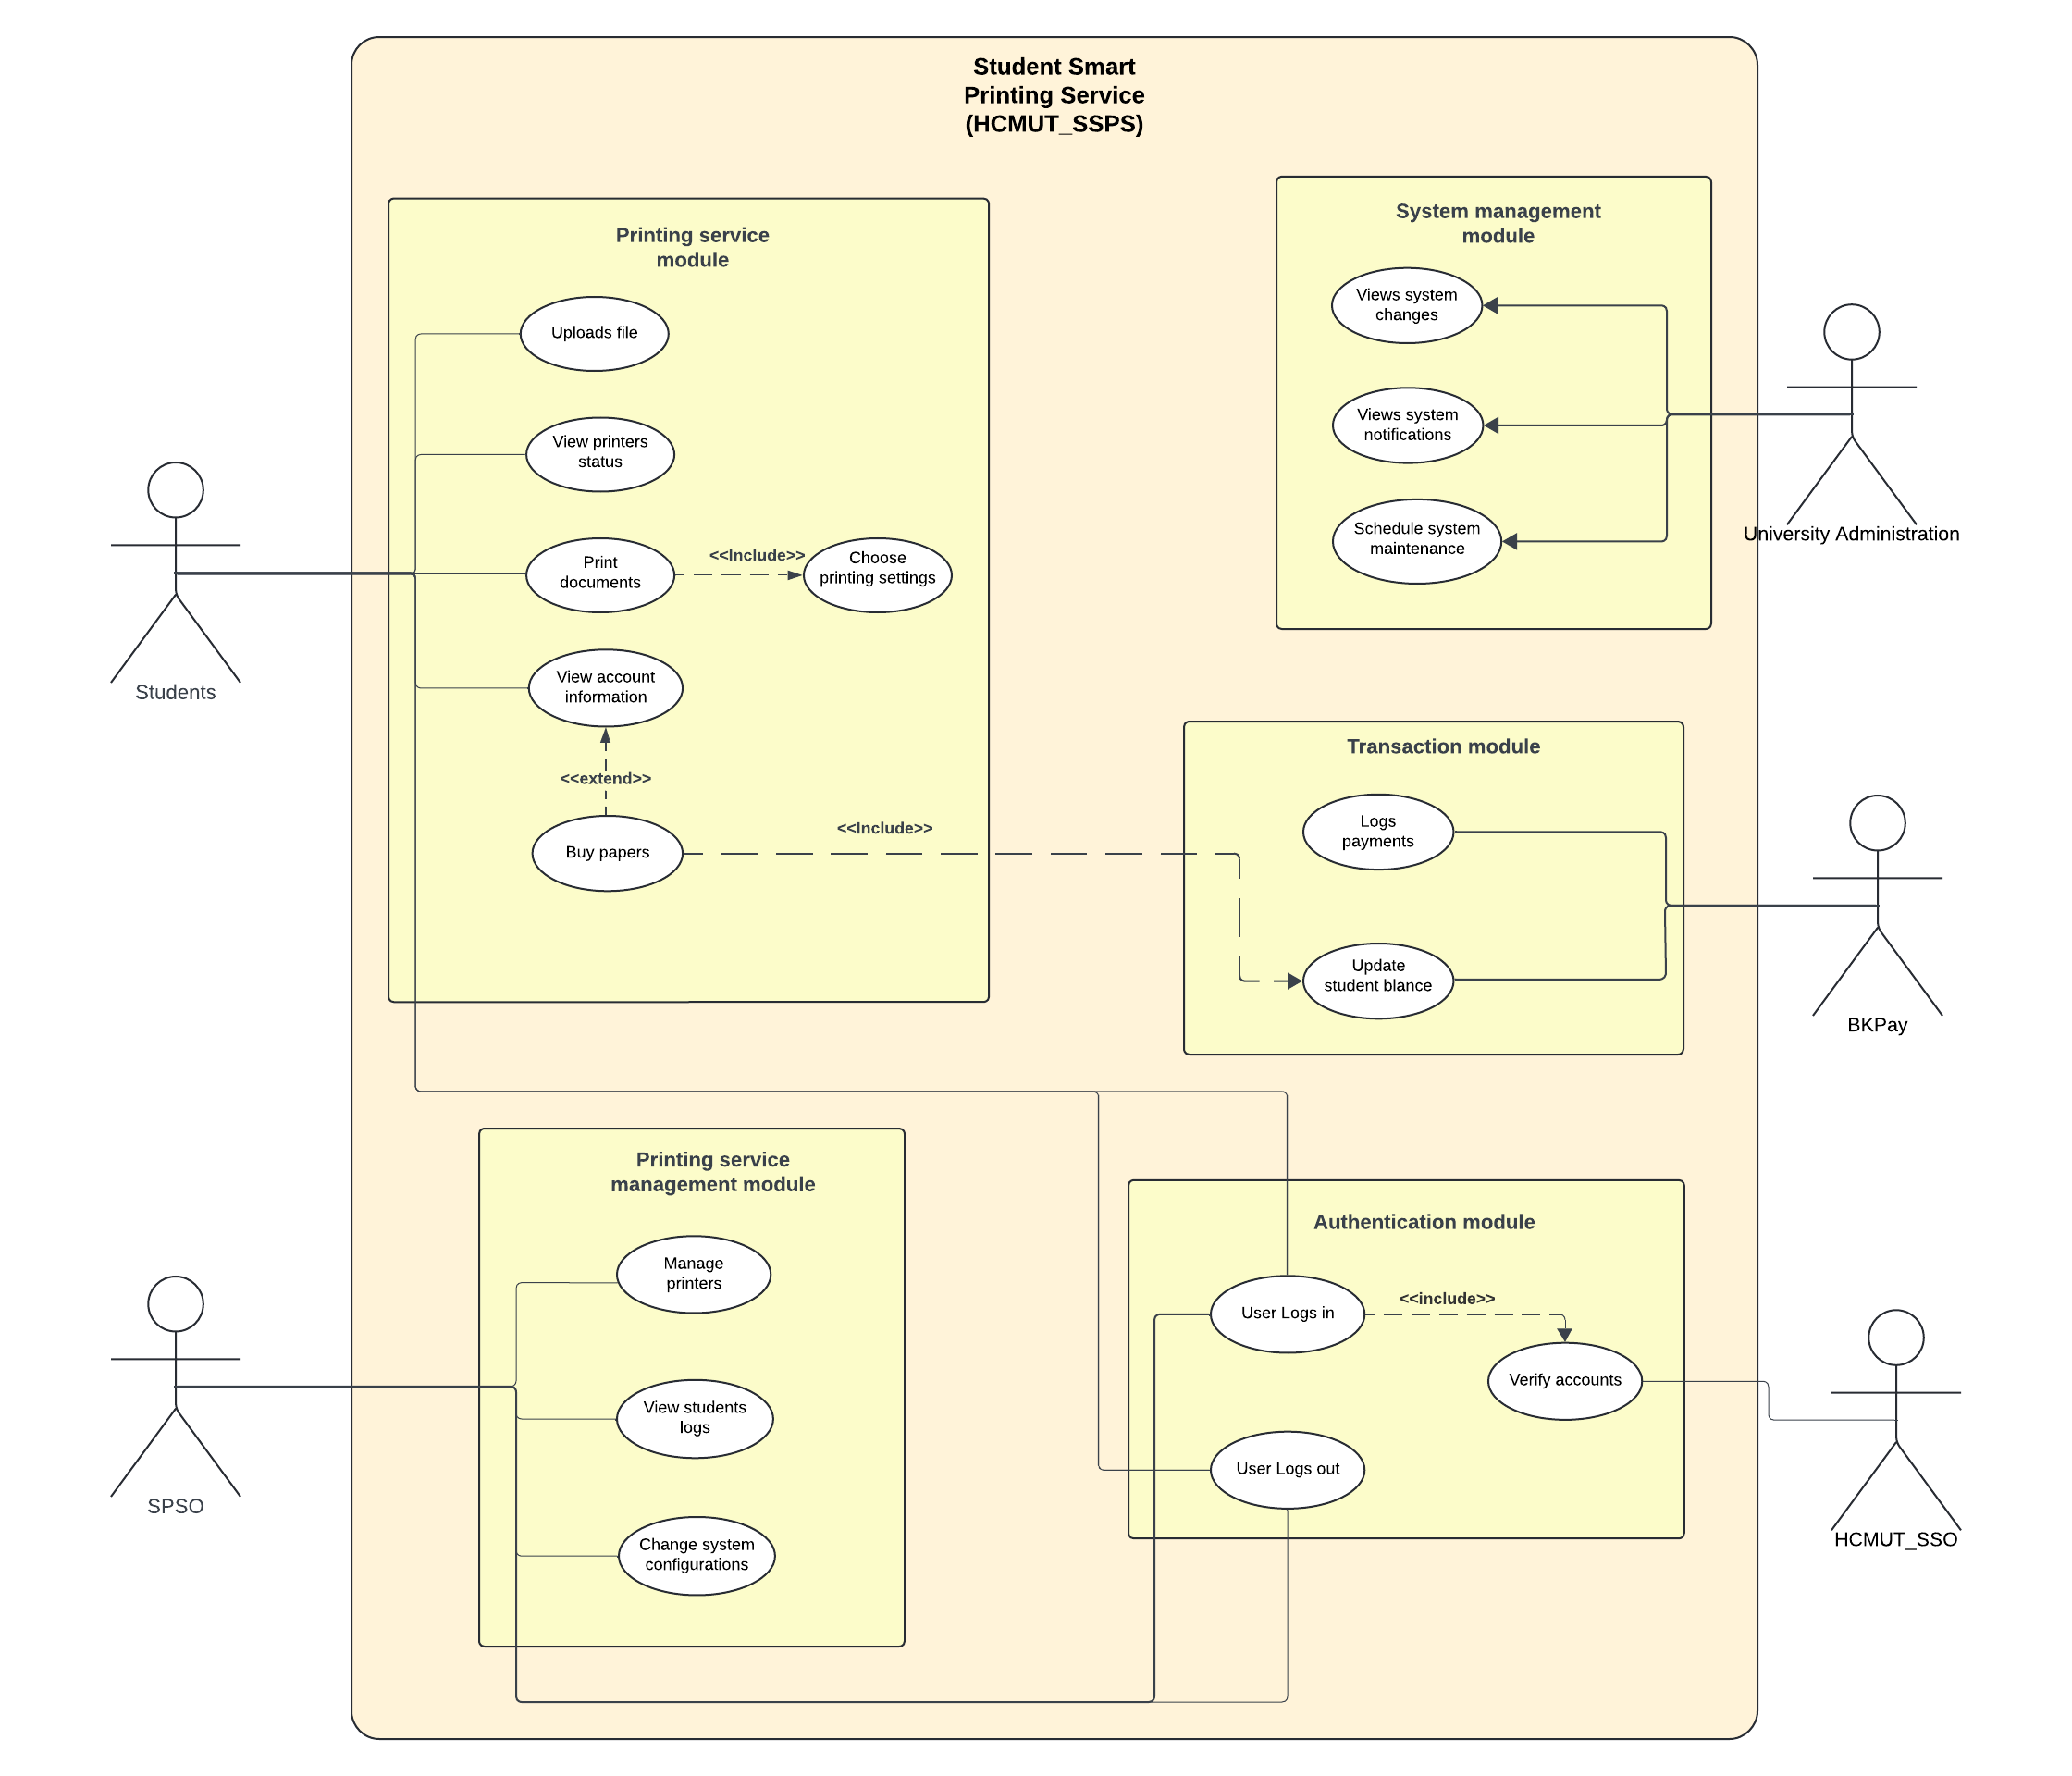 Student Smart
Printing Service
(HCMUT_SSPS)
Printing service
module
Uploads file
View printers
status
Print
documents
<<Include>>
Choose
printing settings
View account
information
<<extend>>
Buy papers
<<Include>>
System management
module
Views system
changes
Views system
notifications
Schedule system
maintenance
University Administration
Students
Transaction module
Logs
payments
Update
student blance
BKPay
Printing service
management module
Manage
printers
View students
logs
Change system
configurations
SPSO
Authentication module
User Logs in
<<include>>
Verify accounts
User Logs out
HCMUT_SSO